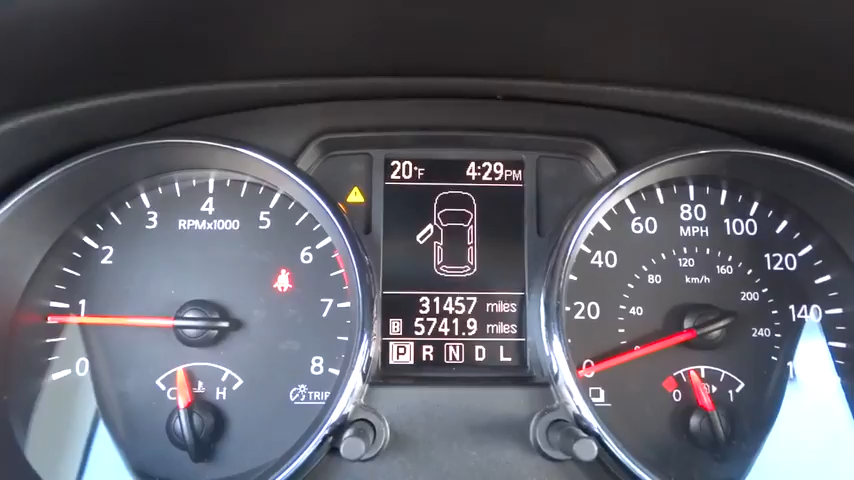 20°F 4:29PM
31457 miles
B 5741.9 miles
P R N D L
0 1 2 3 4 5 6 7 8
RPMx1000
C H
TRIP
0 20 40 60 80 100 120 140
MPH
40 80 120 160 200 240
km/h
0 1